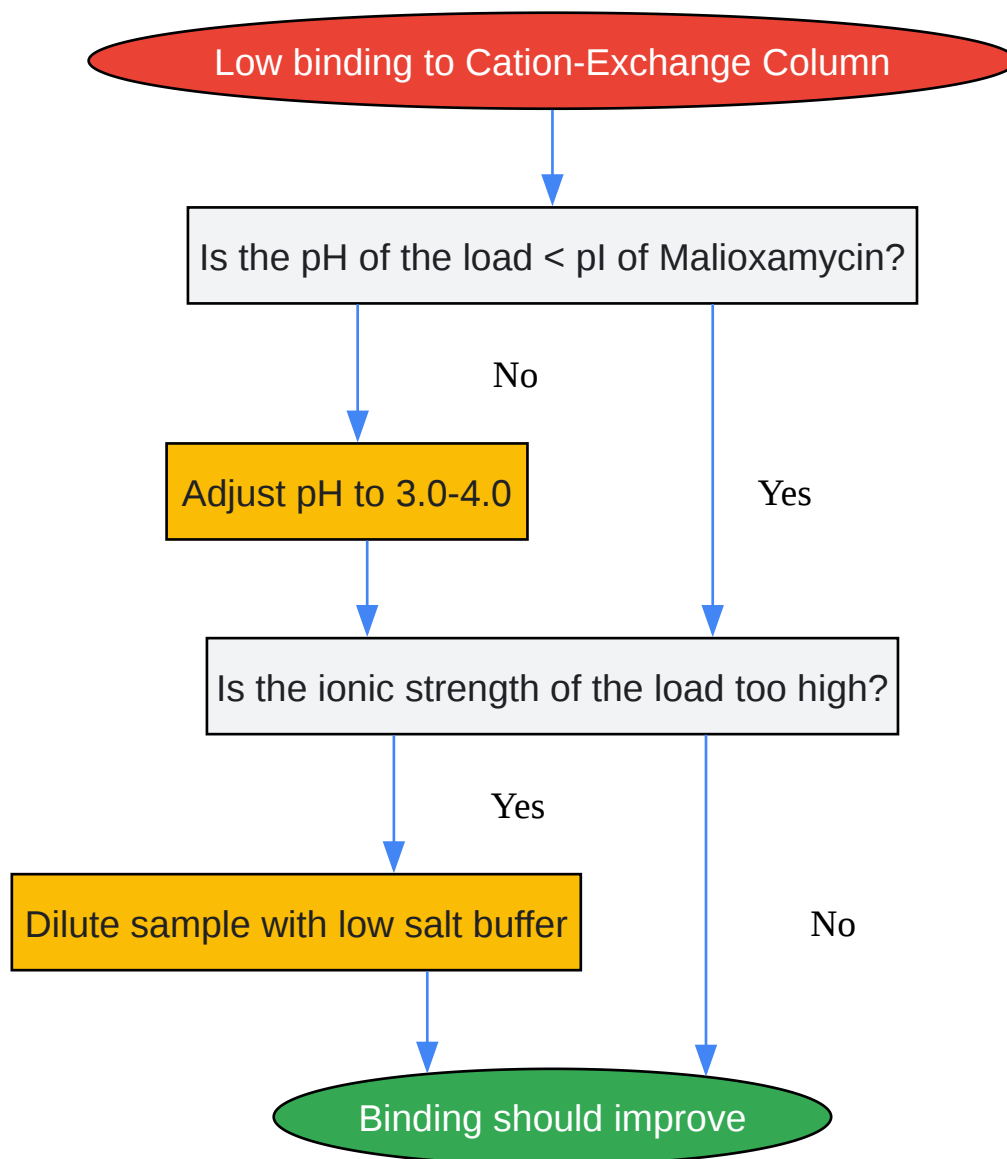 Low binding to Cation-Exchange Column
Is the pH of the load < pI of Malioxamycin?
No
Adjust pH to 3.0-4.0
Yes
Is the ionic strength of the load too high?
Yes
Dilute sample with low salt buffer
No
Binding should improve